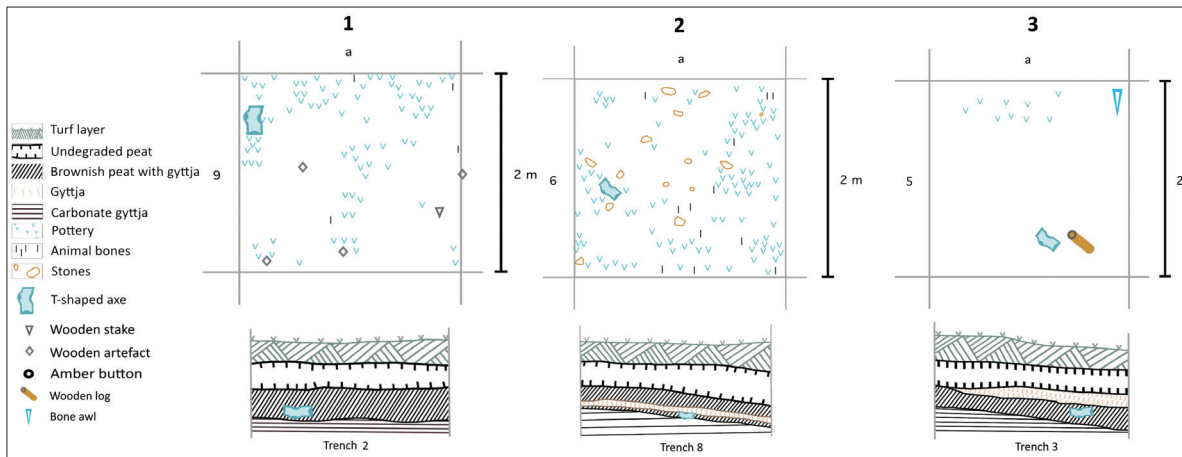 1
2
3
a
a
a
9
2 m
6
2 m
5
2
Turf layer
Undegraded peat
Brownish peat with gyttja
Gyttja
Carbonate gyttja
Pottery
Animal bones
Stones
T-shaped axe
Wooden stake
Wooden artefact
Amber button
Wooden log
Bone awl
Trench 2
Trench 8
Trench 3